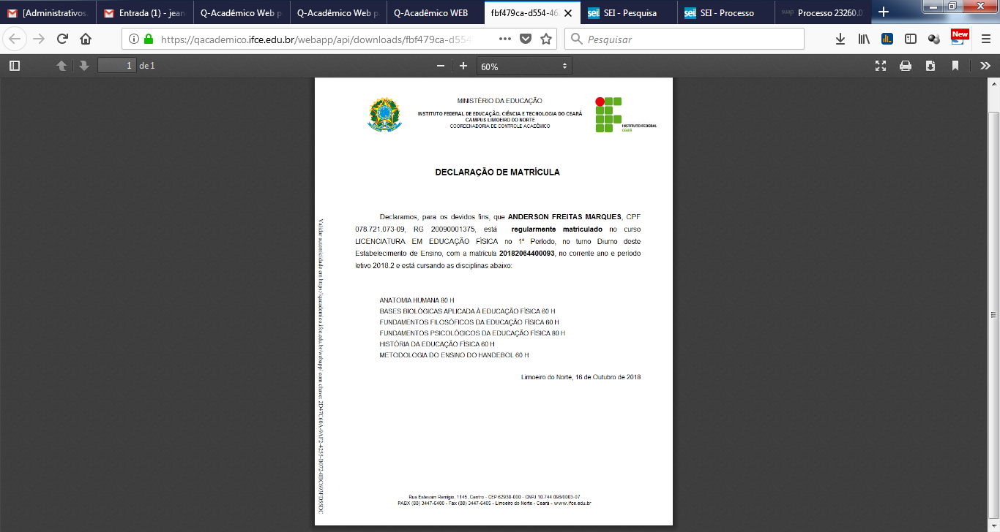 [Administrativos.
Entrada (1) - jean
Q-Acadêmico Web p
Q-Acadêmico Web p
Q-Acadêmico WEB
fbf479ca-d554-46
SEI - Pesquisa
SEI - Processo
Processo 23260.0
https://qacademico.ifce.edu.br/webapp/api/downloads/fbf479ca-d554
Pesquisar
New
1 de 1
60%
MINISTÉRIO DA EDUCAÇÃO
INSTITUTO FEDERAL DE EDUCAÇÃO, CIÊNCIA E TECNOLOGIA DO CEARÁ
CAMPUS LIMOEIRO DO NORTE
COORDENADORIA DE CONTROLE ACADÊMICO
INSTITUTO FEDERAL
CEARÁ
DECLARAÇÃO DE MATRÍCULA
Declaramos, para os devidos fins, que ANDERSON FREITAS MARQUES, CPF
078.721.073-09, RG 20090001375, está regularmente matriculado no curso
LICENCIATURA EM EDUCAÇÃO FÍSICA no 1º Período, no turno Diurno deste
Estabelecimento de Ensino, com a matrícula 20182064400093, no corrente ano e período
letivo 2018.2 e está cursando as disciplinas abaixo:
ANATOMIA HUMANA 80 H
BASES BIOLÓGICAS APLICADA À EDUCAÇÃO FÍSICA 60 H
FUNDAMENTOS FILOSÓFICOS DA EDUCAÇÃO FÍSICA 60 H
FUNDAMENTOS PSICOLÓGICOS DA EDUCAÇÃO FÍSICA 80 H
HISTÓRIA DA EDUCAÇÃO FÍSICA 60 H
METODOLOGIA DO ENSINO DO HANDEBOL 60 H
Limoeiro do Norte, 16 de Outubro de 2018
Validar autenticidade em https://qacademico.ifce.edu.br/webapp/ com chave: 2D47C60A-9AF2-4255-B072-0BC693FD55DC
Rua Estevam Remígio, 1145, Centro - CEP 62930-000 - CNPJ 10.744.098/0003-07
PABX (88) 3447-6400 - Fax (88) 3447-6405 - Limoeiro do Norte - Ceará - www.ifce.edu.br